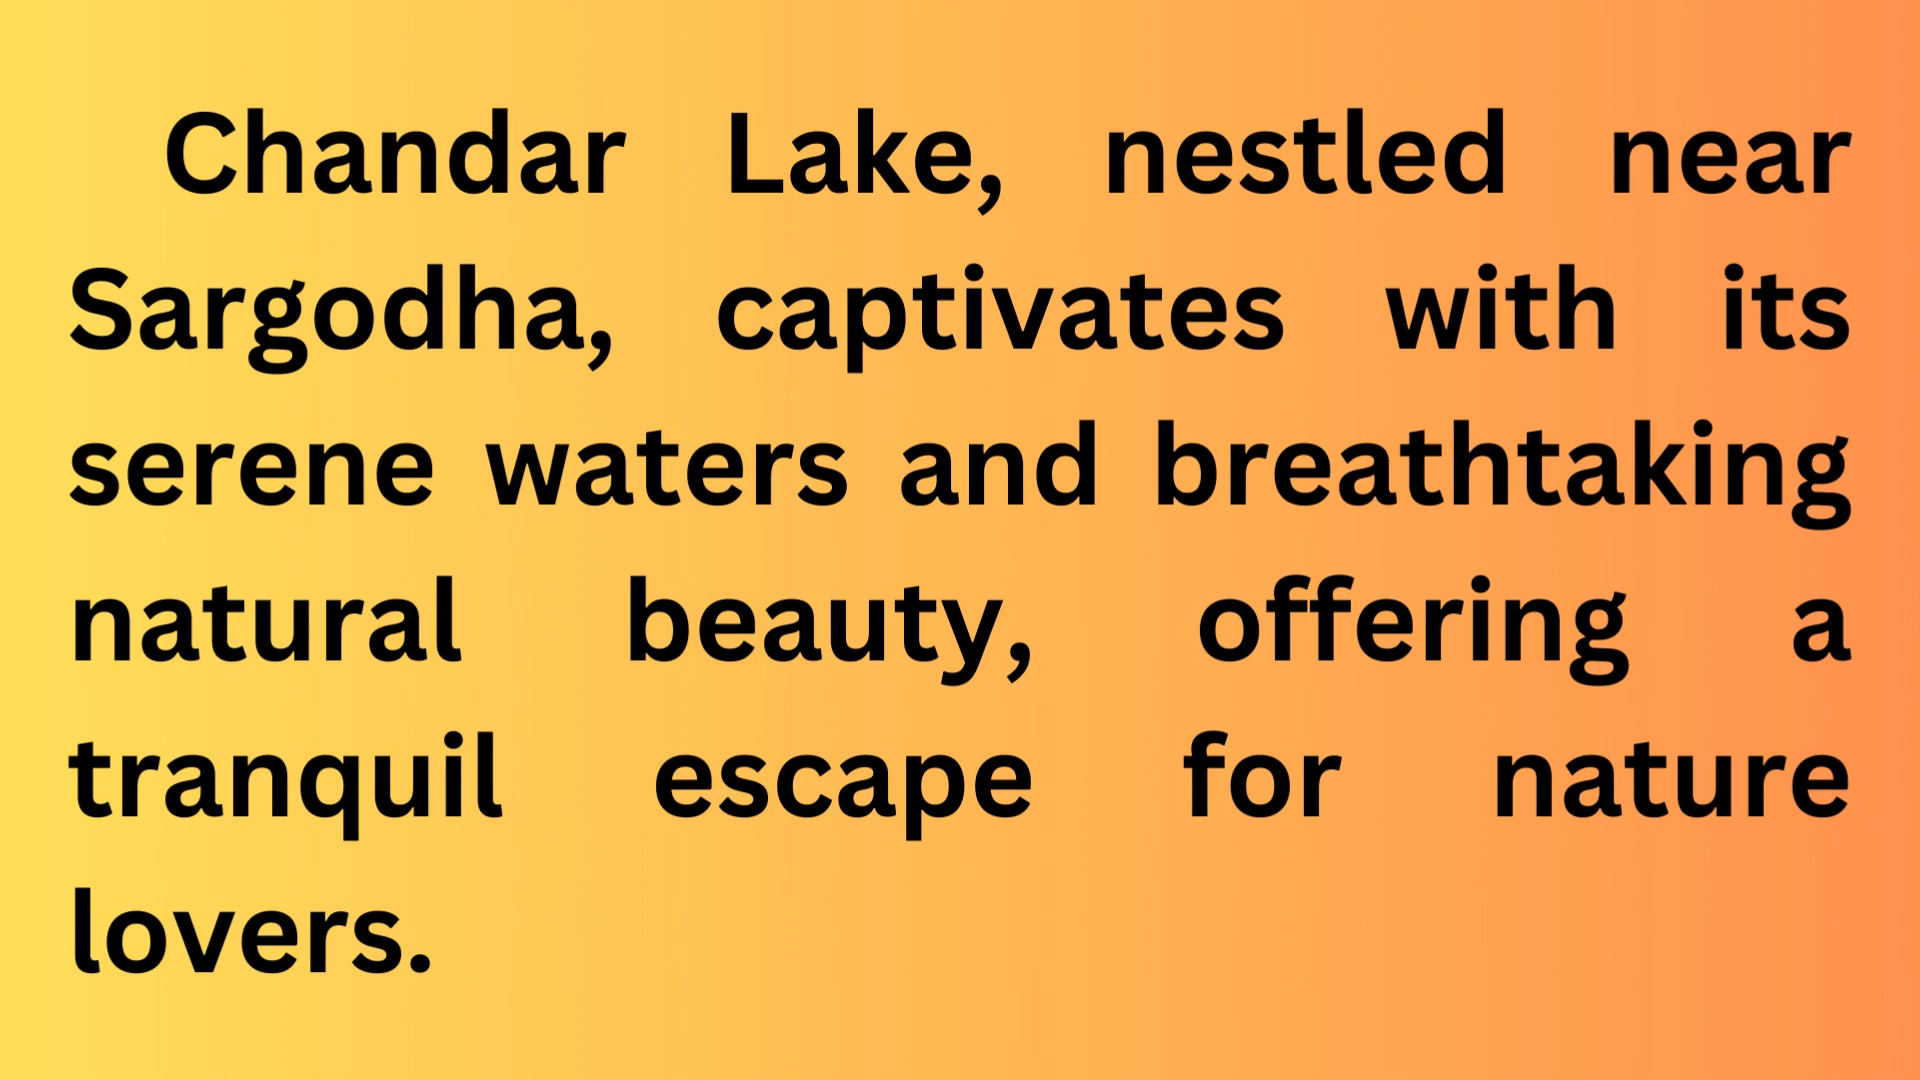 Chandar Lake, nestled near
Sargodha, captivates with its
serene waters and breathtaking
natural beauty, offering a
tranquil escape for nature
lovers.